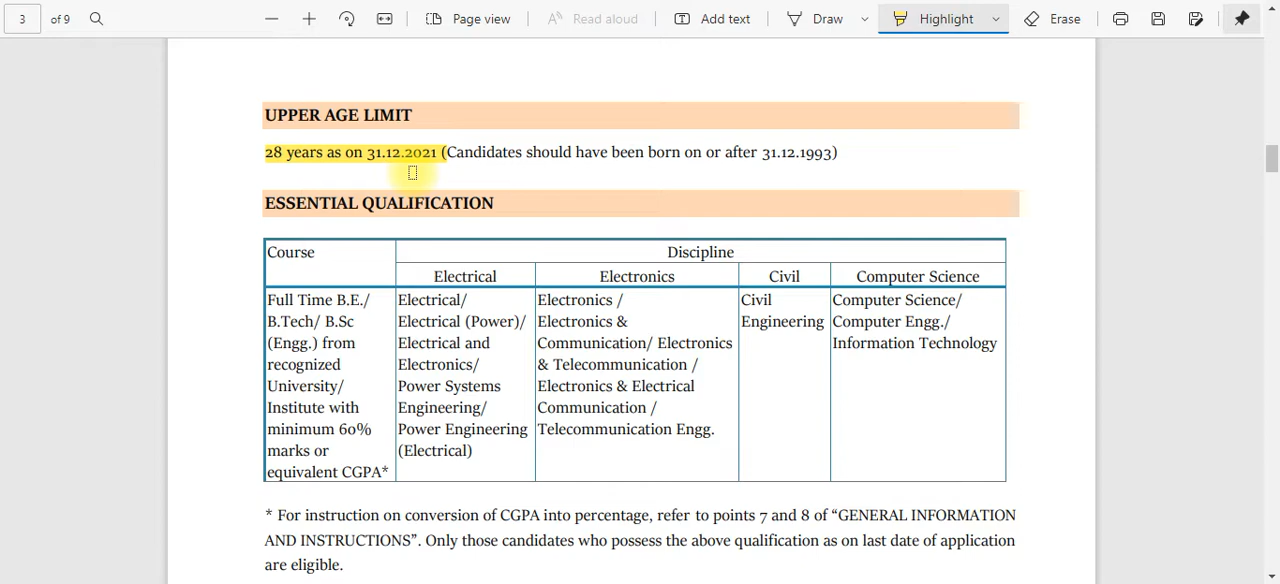 3 of 9 Page view Read aloud Add text Draw Highlight Erase
UPPER AGE LIMIT
28 years as on 31.12.2021 (Candidates should have been born on or after 31.12.1993)
ESSENTIAL QUALIFICATION
Course Discipline
Electrical Electronics Civil Computer Science
Full Time B.E./ Electrical/ Electronics / Civil Computer Science/
B.Tech/ B.Sc Electrical (Power)/ Electronics & Engineering Computer Engg./
(Engg.) from Electrical and Communication/ Electronics Information Technology
recognized Electronics/ & Telecommunication /
University/ Power Systems Electronics & Electrical
Institute with Engineering/ Communication /
minimum 60% Power Engineering Telecommunication Engg.
marks or (Electrical)
equivalent CGPA*
* For instruction on conversion of CGPA into percentage, refer to points 7 and 8 of “GENERAL INFORMATION
AND INSTRUCTIONS”. Only those candidates who possess the above qualification as on last date of application
are eligible.